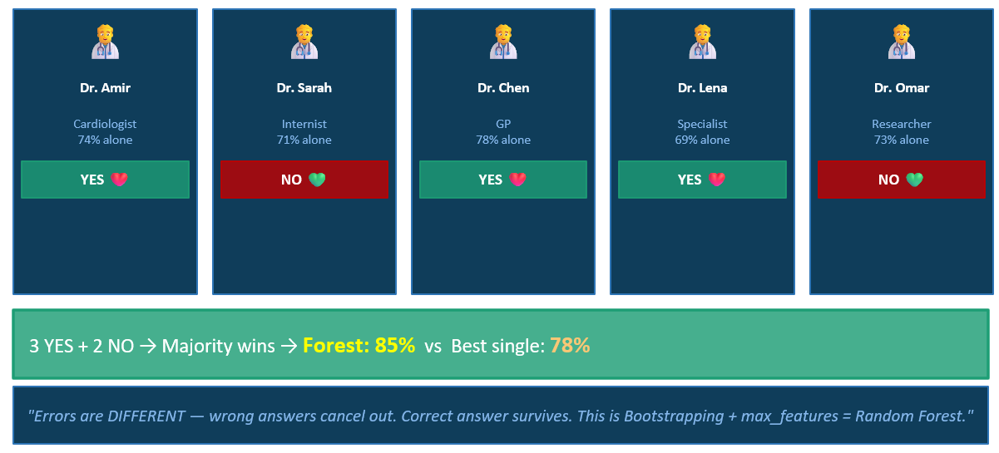 Dr. Amir
Cardiologist
74% alone
YES
Dr. Sarah
Internist
71% alone
NO
Dr. Chen
GP
78% alone
YES
Dr. Lena
Specialist
69% alone
YES
Dr. Omar
Researcher
73% alone
NO
3 YES + 2 NO → Majority wins → Forest: 85% vs Best single: 78%
"Errors are DIFFERENT — wrong answers cancel out. Correct answer survives. This is Bootstrapping + max_features = Random Forest."